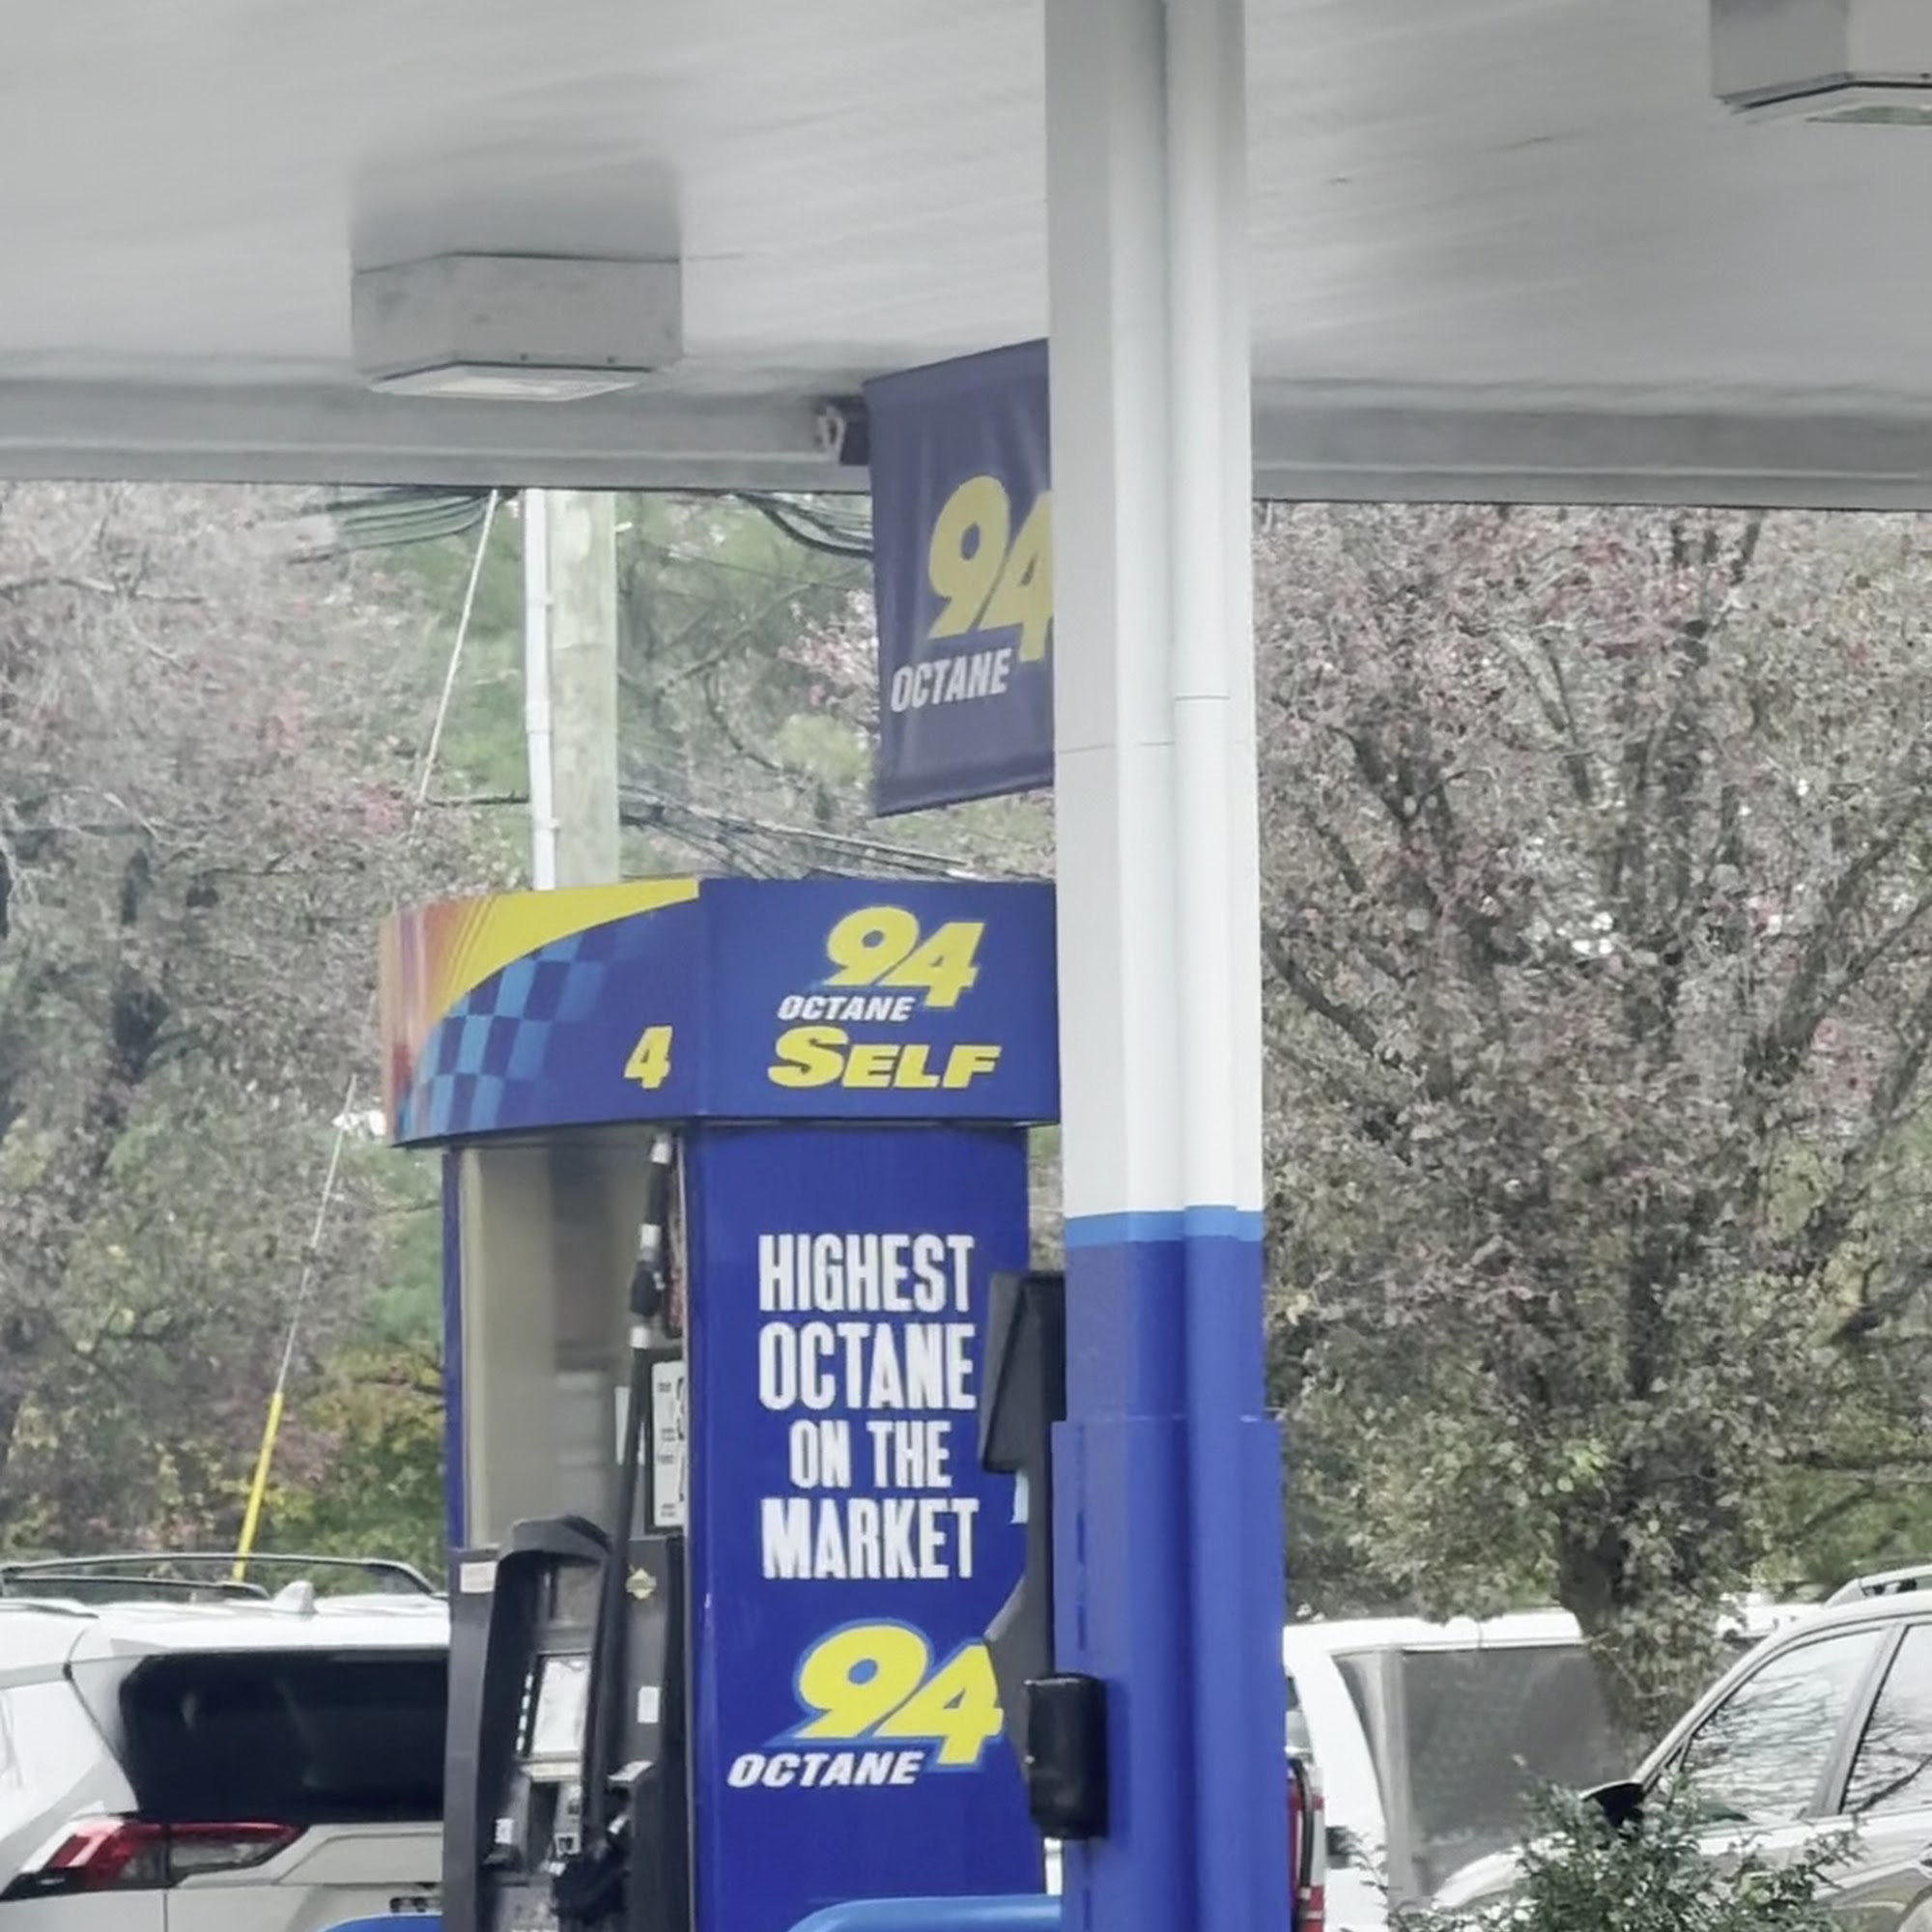 94
OCTANE
94
OCTANE
SELF
4
HIGHEST
OCTANE
ON THE
MARKET
94
OCTANE